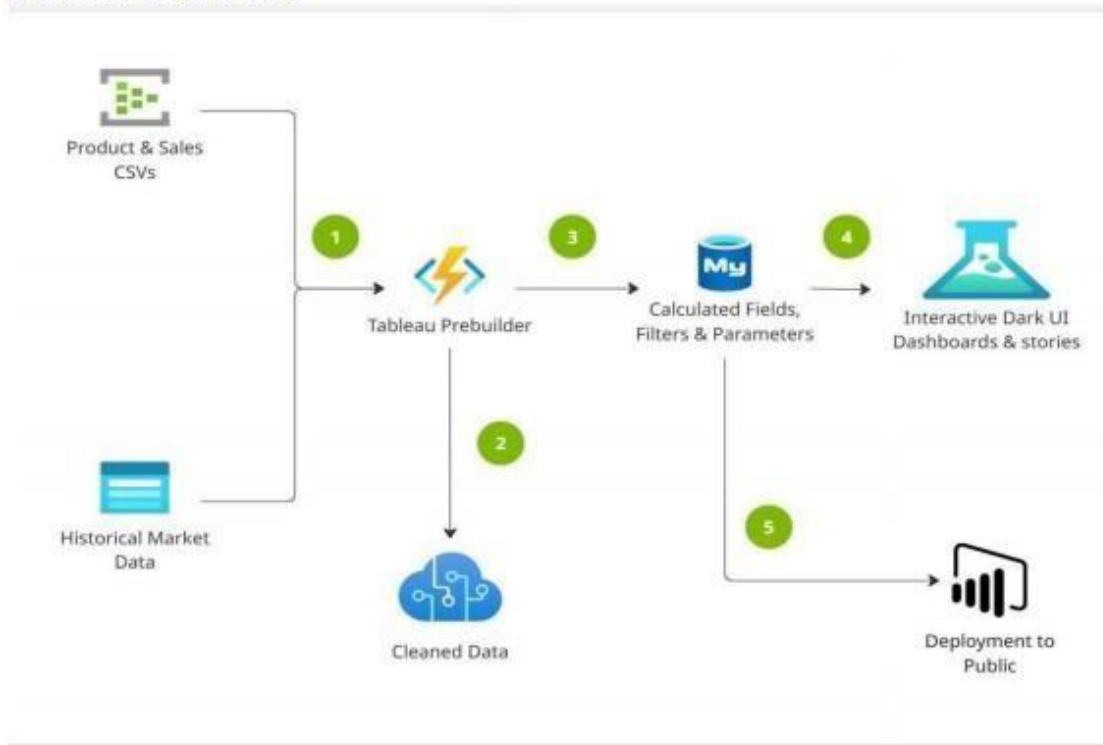 Product & Sales
CSVs
1
3
4
My
Tableau Prebuilder
Calculated Fields,
Filters & Parameters
Interactive Dark UI
Dashboards & stories
2
Historical Market
Data
5
Cleaned Data
Deployment to
Public